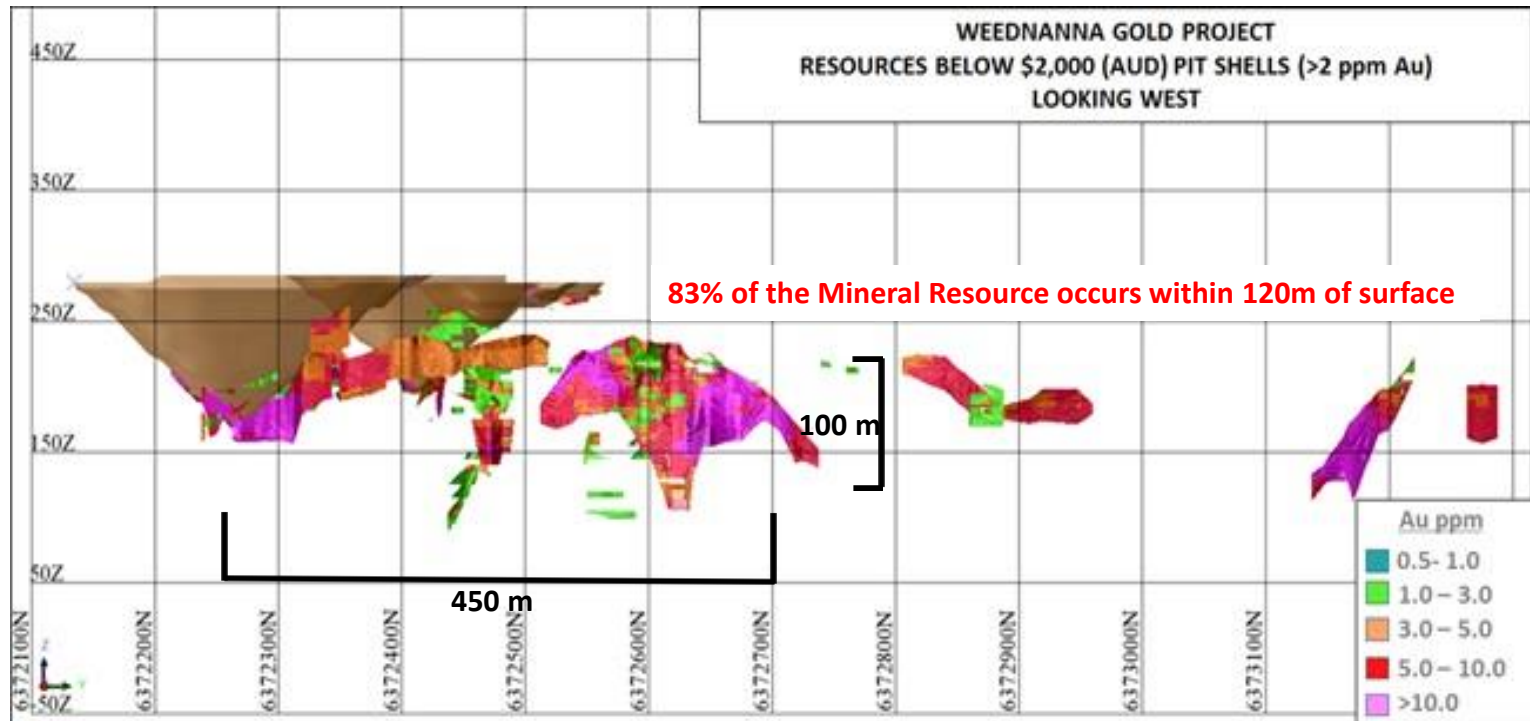 WEEDNANNA GOLD PROJECT
RESOURCES BELOW $2,000 (AUD) PIT SHELLS (>2 ppm Au)
LOOKING WEST
450Z
350Z
83% of the Mineral Resource occurs within 120m of surface
250Z
100 m
150Z
50Z
450 m
-50Z
6372100N
6372200N
6372300N
6372400N
6372500N
6372600N
6372700N
6372800N
6372900N
6373000N
6373100N
Z
Y
Au ppm
0.5- 1.0
1.0 – 3.0
3.0 – 5.0
5.0 – 10.0
>10.0